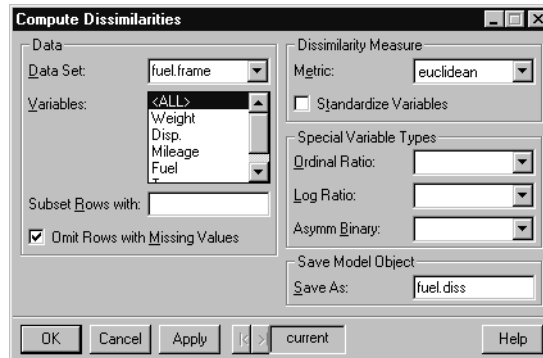 Compute Dissimilarities
Data
Data Set: fuel.frame
Variables: <ALL>
Weight
Disp.
Mileage
Fuel
Subset Rows with:
Omit Rows with Missing Values
Dissimilarity Measure
Metric: euclidean
Standardize Variables
Special Variable Types
Ordinal Ratio:
Log Ratio:
Asymm Binary:
Save Model Object
Save As: fuel.diss
OK Cancel Apply current Help